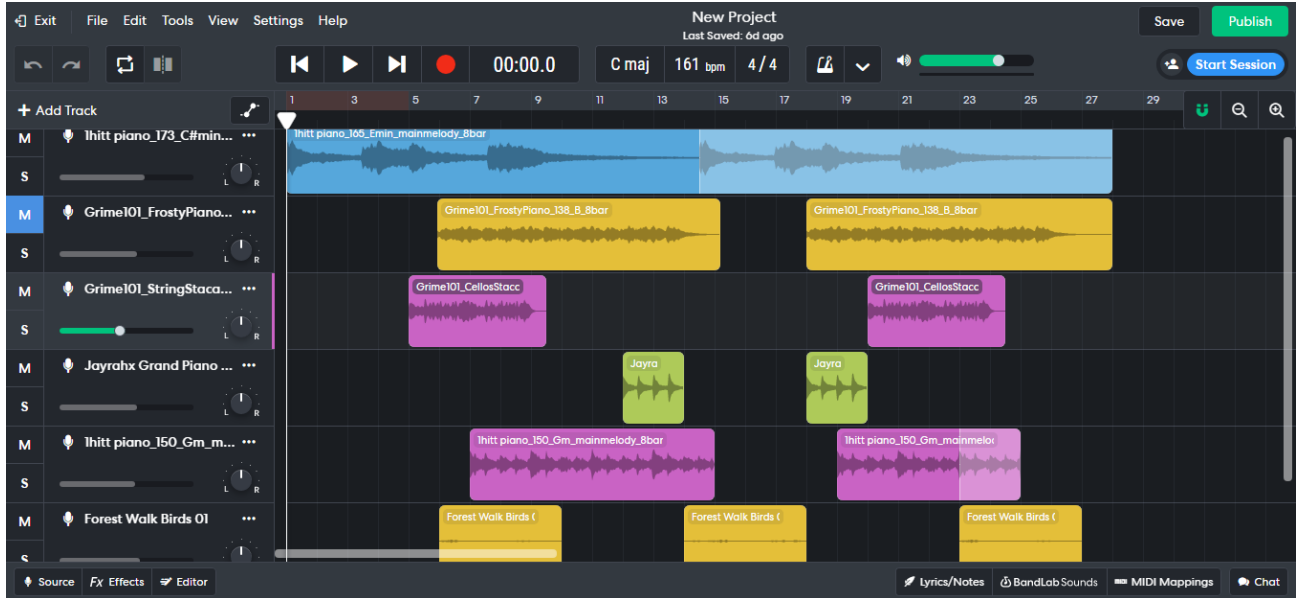 Exit File Edit Tools View Settings Help
New Project
Last Saved: 6d ago
Save Publish
00:00.0 C maj 161 bpm 4/4
Start Session
+ Add Track
1 3 5 7 9 11 13 15 17 19 21 23 25 27 29
M 1hitt piano_173_C#min... •••
S L R
1hitt piano_165_Emin_mainmelody_8bar
M Grime101_FrostyPiano... •••
S L R
Grime101_FrostyPiano_138_B_8bar Grime101_FrostyPiano_138_B_8bar
M Grime101_StringStaca... •••
S L R
Grime101_CellosStacc Grime101_CellosStacc
M Jayrahx Grand Piano ... •••
S L R
Jayra Jayra
M 1hitt piano_150_Gm_m... •••
S L R
1hitt piano_150_Gm_mainmelody_8bar 1hitt piano_150_Gm_mainmelo
M Forest Walk Birds 01 •••
S
Forest Walk Birds ( Forest Walk Birds ( Forest Walk Birds (
Source Fx Effects Editor
Lyrics/Notes BandLab Sounds MIDI Mappings Chat